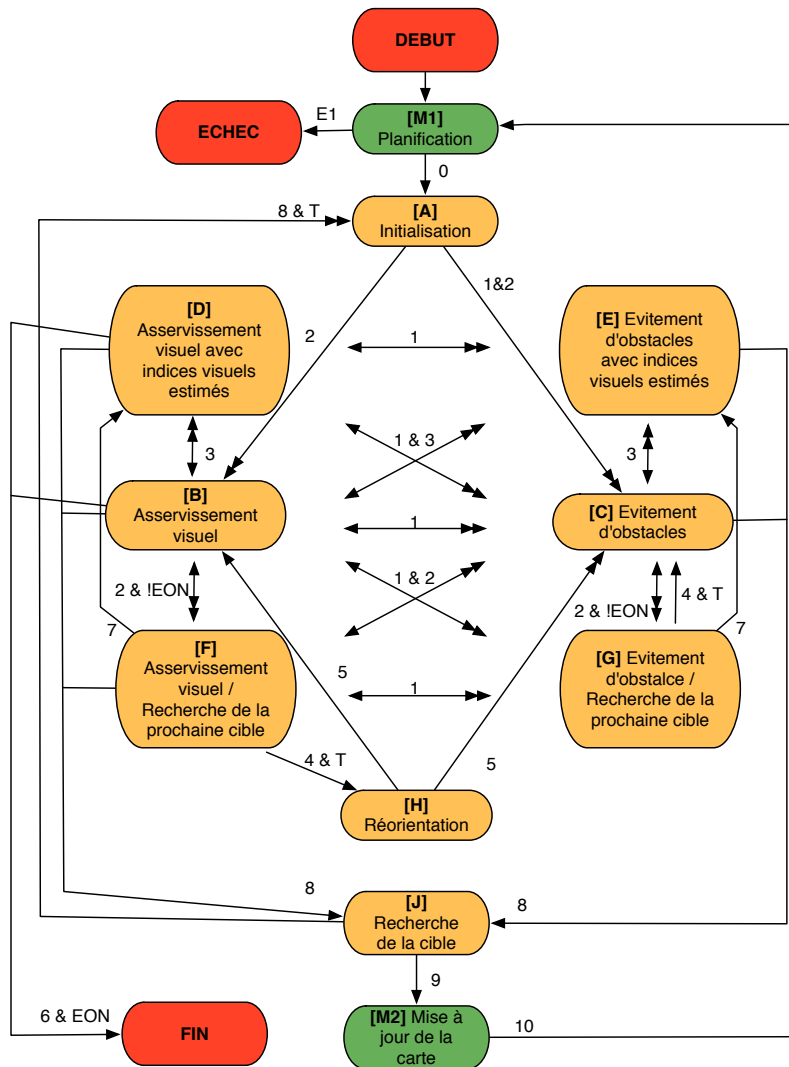 DEBUT
E1
ECHEC
[M1]
Planification
0
8 & T
[A]
Initialisation
1&2
2
[D]
Asservissement
visuel avec
indices visuels
estimés
1
[E] Evitement
d'obstacles
avec indices
visuels estimés
3
1 & 3
3
[B]
Asservissement
visuel
1
[C] Evitement
d'obstacles
2 & !EON
1 & 2
2 & !EON
4 & T
7
7
[F]
Asservissement
visuel /
Recherche de la
prochaine cible
5
1
[G] Evitement
d'obstalce /
Recherche de la
prochaine cible
4 & T
5
[H]
Réorientation
8
[J]
Recherche
de la cible
8
9
6 & EON
FIN
[M2] Mise à
jour de la
carte
10